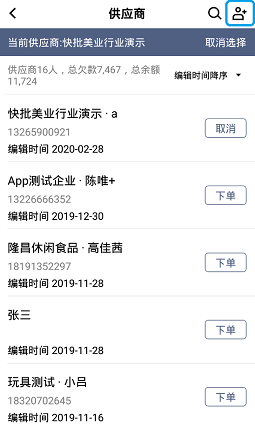 供应商
当前供应商:快批美业行业演示 取消选择
供应商16人，总欠款7,467，总余额
11,724
编辑时间降序
快批美业行业演示 · a
13265900921
编辑时间 2020-02-28
取消
App测试企业 · 陈唯+
13226666352
编辑时间 2019-12-30
下单
隆昌休闲食品 · 高佳茜
18191352297
编辑时间 2019-11-28
下单
张三
编辑时间 2019-11-28
下单
玩具测试 · 小吕
18320702645
编辑时间 2019-11-16
下单